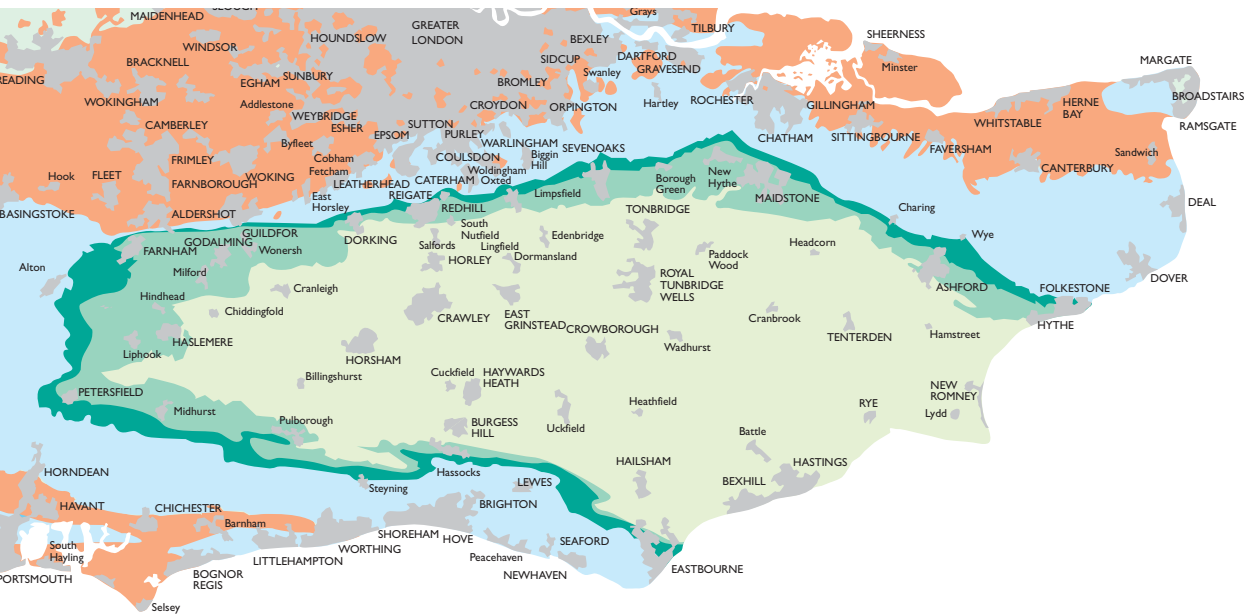 SLOUGH
Grays
MAIDENHEAD
GREATER
LONDON
TILBURY
HOUNSLOW
BEXLEY
SHEERNESS
WINDSOR
SIDCUP
DARTFORD
MARGATE
BRACKNELL
Swanley
GRAVESEND
Minster
READING
SUNBURY
EGHAM
BROMLEY
BROADSTAIRS
WOKINGHAM
Addlestone
CROYDON
ORPINGTON
Hartley
ROCHESTER
GILLINGHAM
HERNE
BAY
WEYBRIDGE
CAMBERLEY
ESHER
SUTTON
WHITSTABLE
RAMSGATE
EPSOM
PURLEY
CHATHAM
SITTINGBOURNE
Byfleet
WARLINGHAM
SEVENOAKS
FAVERSHAM
Sandwich
FRIMLEY
Cobham
COULSDON
Biggin
Hill
Fetcham
Woldingham
CANTERBURY
Hook
FLEET
WOKING
FARNBOROUGH
LEATHERHEAD
CATERHAM
Oxted
Borough
Green
New
Hythe
REIGATE
Limpsfield
MAIDSTONE
East
Horsley
BASINGSTOKE
ALDERSHOT
REDHILL
TONBRIDGE
Charing
DEAL
South
Nutfield
GUILDFOR
Edenbridge
Wye
GODALMING
DORKING
Salfords
Lingfield
Headcorn
FARNHAM
Wonersh
Dormansland
Paddock
Wood
HORLEY
Alton
Milford
ROYAL
TUNBRIDGE
WELLS
DOVER
Cranleigh
ASHFORD
FOLKESTONE
Hindhead
Chiddingfold
CRAWLEY
EAST
GRINSTEAD
Cranbrook
HYTHE
CROWBOROUGH
TENTERDEN
Hamstreet
HASLEMERE
Wadhurst
Liphook
HORSHAM
Billingshurst
Cuckfield
HAYWARDS
HEATH
PETERSFIELD
NEW
ROMNEY
Heathfield
RYE
Midhurst
Lydd
Pulborough
BURGESS
HILL
Uckfield
Battle
HAILSHAM
HASTINGS
HORNDEAN
Hassocks
LEWES
BEXHILL
Steyning
HAVANT
CHICHESTER
BRIGHTON
Barnham
SHOREHAM
HOVE
SEAFORD
South
Hayling
WORTHING
Peacehaven
LITTLEHAMPTON
EASTBOURNE
PORTSMOUTH
BOGNOR
REGIS
NEWHAVEN
Selsey